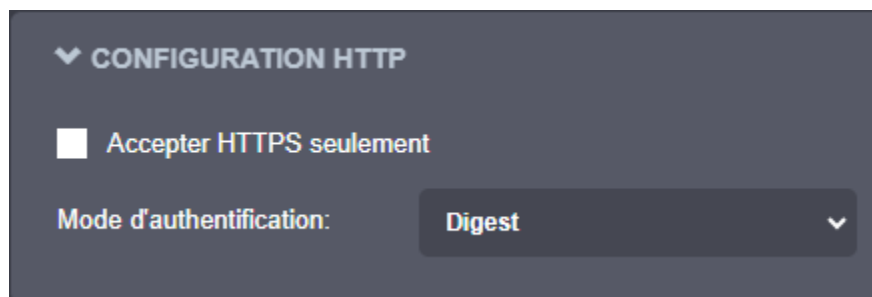 CONFIGURATION HTTP
Accepter HTTPS seulement
Mode d'authentification: Digest